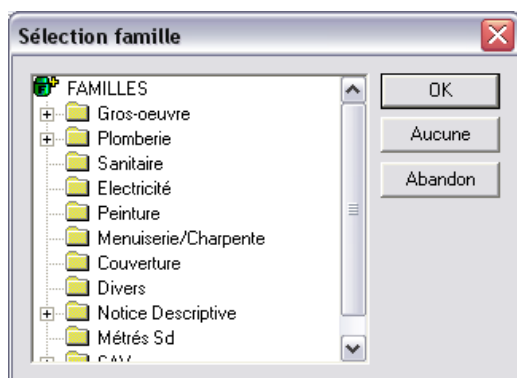 Sélection famille
FAMILLES
Gros-oeuvre
Plomberie
Sanitaire
Electricité
Peinture
Menuiserie/Charpente
Couverture
Divers
Notice Descriptive
Métrés Sd
SAV
OK
Aucune
Abandon